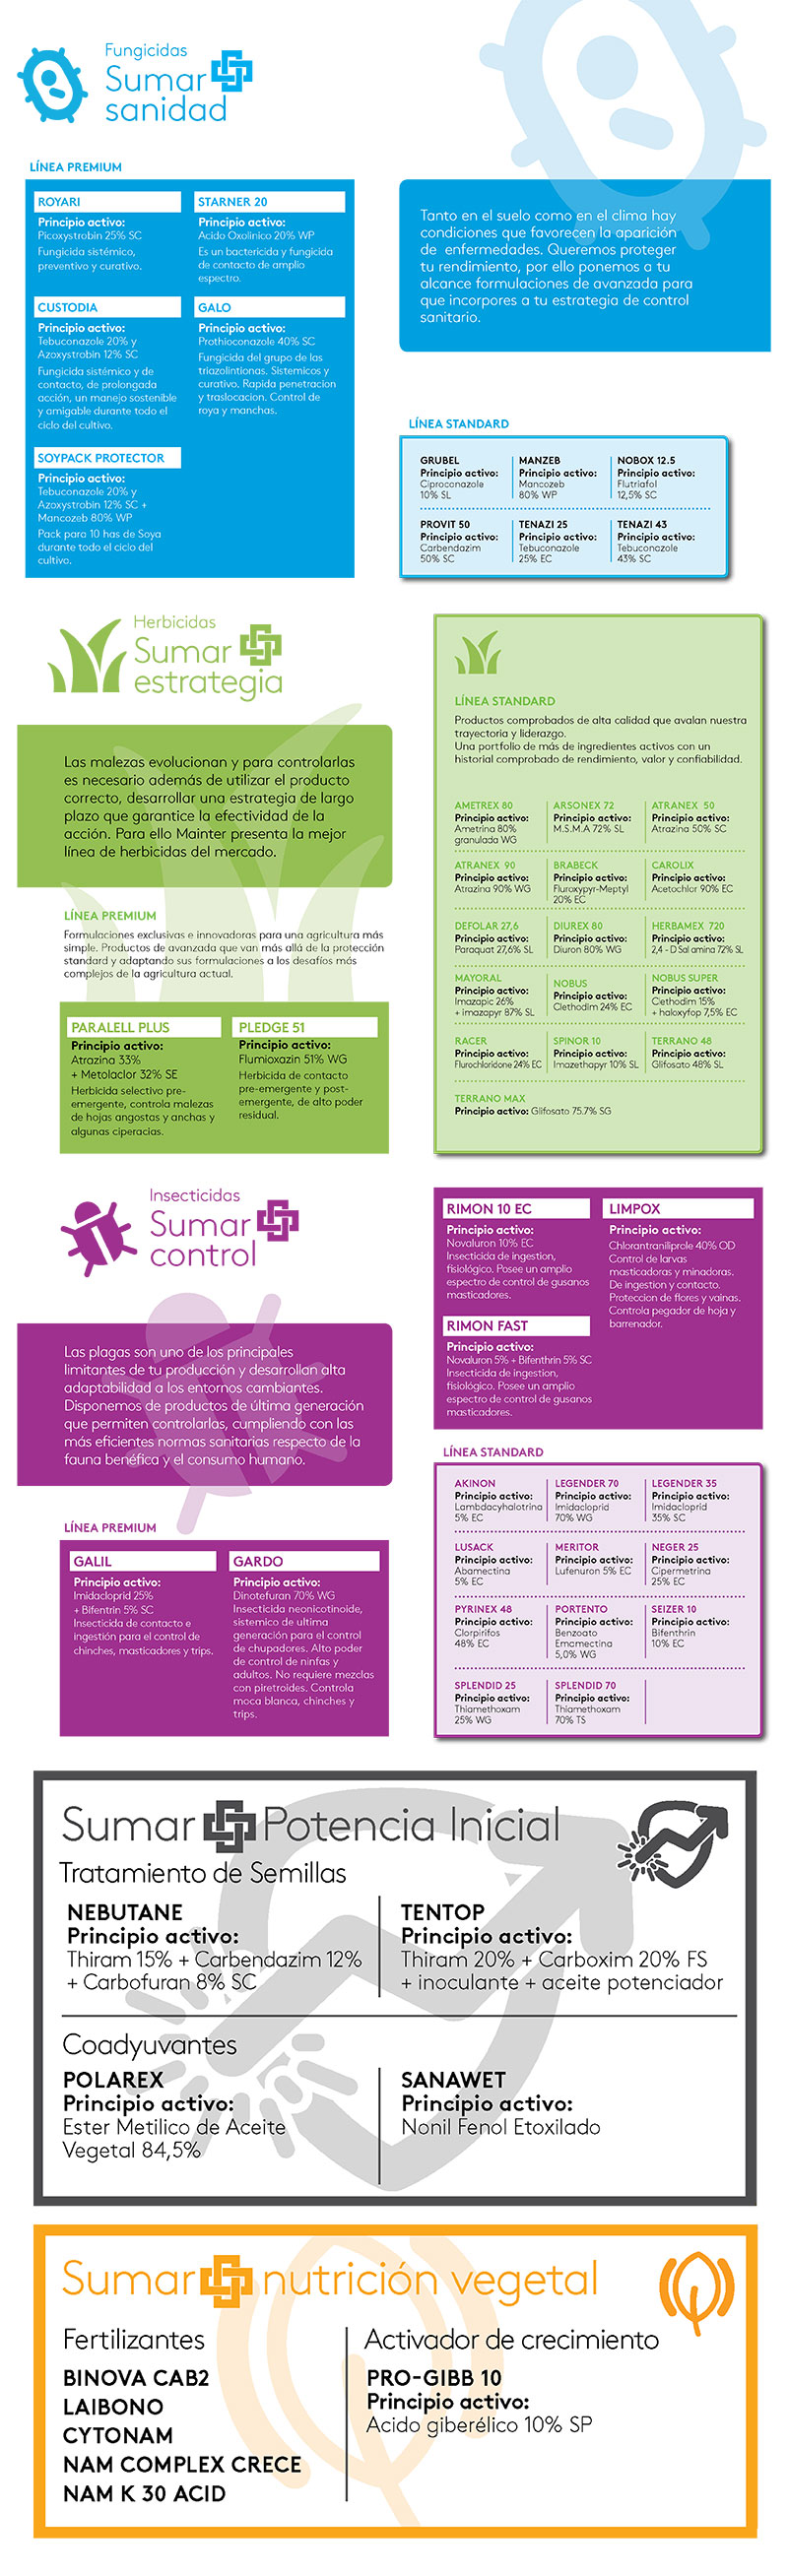 Fungicidas
Sumar
sanidad
LÍNEA PREMIUM
ROYARI
Principio activo:
Picoxystrobin 25% SC
Fungicida sistémico,
preventivo y curativo.
STARNER 20
Principio activo:
Acido Oxolinico 20% WP
Es un bactericida y fungicida
de contacto de amplio
espectro.
CUSTODIA
Principio activo:
Tebuconazole 20% y
Azoxystrobin 12% SC
Fungicida sistémico y de
contacto, de prolongada
acción, un manejo sostenible
y amigable durante todo el
ciclo del cultivo.
GALO
Principio activo:
Prothioconazole 40% SC
Fungicida del grupo de las
triazolintionas. Sistemicos y
curativo. Rapida penetracion
y traslocacion. Control de
roya y manchas.
SOYPACK PROTECTOR
Principio activo:
Tebuconazole 20% y
Azoxystrobin 12% SC +
Mancozeb 80% WP
Pack para 10 has de Soya
durante todo el ciclo del
cultivo.
Tanto en el suelo como en el clima hay
condiciones que favorecen la aparición
de enfermedades. Queremos proteger
tu rendimiento, por ello ponemos a tu
alcance formulaciones de avanzada para
que incorpores a tu estrategia de control
sanitario.
LÍNEA STANDARD
GRUBEL
Principio activo:
Ciproconazole
10% SL
MANZEB
Principio activo:
Mancozeb
80% WP
NOBOX 12.5
Principio activo:
Flutriafol
12,5% SC
PROVIT 50
Principio activo:
Carbendazim
50% SC
TENAZI 25
Principio activo:
Tebuconazole
25% EC
TENAZI 43
Principio activo:
Tebuconazole
43% SC
Herbicidas
Sumar
estrategia
Las malezas evolucionan y para controlarlas
es necesario además de utilizar el producto
correcto, desarrollar una estrategia de largo
plazo que garantice la efectividad de la
acción. Para ello Mainter presenta la mejor
línea de herbicidas del mercado.
LÍNEA PREMIUM
Formulaciones exclusivas e innovadoras para una agricultura más
simple. Productos de avanzada que van más allá de la protección
standard y adaptando sus formulaciones a los desafíos más
complejos de la agricultura actual.
PARALELL PLUS
Principio activo:
Atrazina 33%
+ Metolaclor 32% SE
Herbicida selectivo pre-
emergente, controla malezas
de hojas angostas y anchas y
algunas ciperacias.
PLEDGE 51
Principio activo:
Flumioxazin 51% WG
Herbicida de contacto
pre-emergente y post-
emergente, de alto poder
residual.
LÍNEA STANDARD
Productos comprobados de alta calidad que avalan nuestra
trayectoria y liderazgo.
Una portfolio de más de ingredientes activos con un
historial comprobado de rendimiento, valor y confiabilidad.
AMETREX 80
Principio activo:
Ametrina 80%
granulada WG
ARSONEX 72
Principio activo:
M.S.M.A 72% SL
ATRANEX 50
Principio activo:
Atrazina 50% SC
ATRANEX 90
Principio activo:
Atrazina 90% WG
BRABECK
Principio activo:
Fluroxypyr-Meptyl
20% EC
CAROLIX
Principio activo:
Acetochlor 90% EC
DEFOLAR 27,6
Principio activo:
Paraquat 27,6% SL
DIUREX 80
Principio activo:
Diuron 80% WG
HERBAMEX 720
Principio activo:
2,4 - D Sal amina 72% SL
MAYORAL
Principio activo:
Imazapic 26%
+ imazapyr 87% SL
NOBUS
Principio activo:
Clethodim 24% EC
NOBUS SUPER
Principio activo:
Clethodim 15%
+ haloxyfop 7,5% EC
RACER
Principio activo:
Flurochloridone 24% EC
SPINOR 10
Principio activo:
Imazethapyr 10% SL
TERRANO 48
Principio activo:
Glifosato 48% SL
TERRANO MAX
Principio activo: Glifosato 75.7% SG
Insecticidas
Sumar
control
Las plagas son uno de los principales
limitantes de tu producción y desarrollan alta
adaptabilidad a los entornos cambiantes.
Disponemos de productos de última generación
que permiten controlarlas, cumpliendo con las
más eficientes normas sanitarias respecto de la
fauna benéfica y el consumo humano.
LÍNEA PREMIUM
GALIL
Principio activo:
Imidacloprid 25%
+ Bifentrin 5% SC
Insecticida de contacto e
ingestión para el control de
chinches, masticadores y trips.
GARDO
Principio activo:
Dinotefuran 70% WG
Insecticida neonicotinoide,
sistemico de ultima
generación para el control
de chupadores. Alto poder
de control de ninfas y
adultos. No requiere mezclas
con piretroides. Controla
moca blanca, chinches y
trips.
RIMON 10 EC
Principio activo:
Novaluron 10% EC
Insecticida de ingestion,
fisiológico. Posee un amplio
espectro de control de gusanos
masticadores.
LIMPOX
Principio activo:
Chlorantraniliprole 40% OD
Control de larvas
masticadoras y minadoras.
De ingestion y contacto.
Proteccion de flores y vainas.
Controla pegador de hoja y
barrenador.
RIMON FAST
Principio activo:
Novaluron 5% + Bifenthrin 5% SC
Insecticida de ingestion,
fisiológico. Posee un amplio
espectro de control de gusanos
masticadores.
LÍNEA STANDARD
AKINON
Principio activo:
Lambdacyhalotrina
5% EC
LEGENDER 70
Principio activo:
Imidacloprid
70% WG
LEGENDER 35
Principio activo:
Imidacloprid
35% SC
LUSACK
Principio activo:
Abamectina
5% EC
MERITOR
Principio activo:
Lufenuron 5% EC
NEGER 25
Principio activo:
Cipermetrina
25% EC
PYRINEX 48
Principio activo:
Clorpirifos
48% EC
PORTENTO
Principio activo:
Benzoato
Emamectina
5,0% WG
SEIZER 10
Principio activo:
Bifenthrin
10% EC
SPLENDID 25
Principio activo:
Thiamethoxam
25% WG
SPLENDID 70
Principio activo:
Thiamethoxam
70% TS
Sumar Potencia Inicial
Tratamiento de Semillas
NEBUTANE
Principio activo:
Thiram 15% + Carbendazim 12%
+ Carbofuran 8% SC
TENTOP
Principio activo:
Thiram 20% + Carboxim 20% FS
+ inoculante + aceite potenciador
Coadyuvantes
POLAREX
Principio activo:
Ester Metilico de Aceite
Vegetal 84,5%
SANAWET
Principio activo:
Nonil Fenol Etoxilado
Sumar nutrición vegetal
Fertilizantes
BINOVA CAB2
LAIBONO
CYTONAM
NAM COMPLEX CRECE
NAM K 30 ACID
Activador de crecimiento
PRO-GIBB 10
Principio activo:
Acido giberélico 10% SP